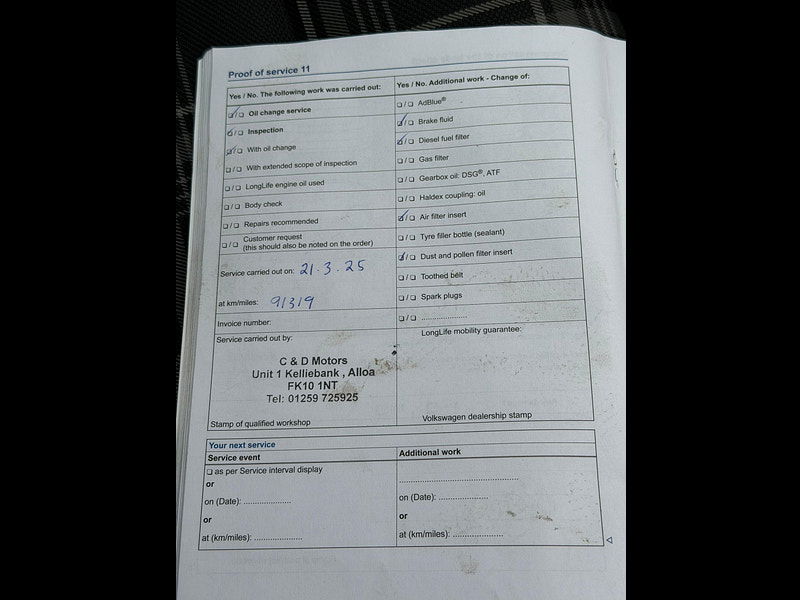 Proof of service 11
Yes / No. The following work was carried out:
☑/☐ Oil change service
☑/☐ Inspection
☑/☐ With oil change
☐/☐ With extended scope of inspection
☐/☐ LongLife engine oil used
☐/☐ Body check
☐/☐ Repairs recommended
☐/☐ Customer request
(this should also be noted on the order)
Service carried out on: 21.3.25
at km/miles: 91319
Invoice number:
Service carried out by:
C & D Motors
Unit 1 Kelliebank , Alloa
FK10 1NT
Tel: 01259 725925
Stamp of qualified workshop
Yes / No. Additional work - Change of:
☐/☐ AdBlue®
☑/☐ Brake fluid
☑/☐ Diesel fuel filter
☐/☐ Gas filter
☐/☐ Gearbox oil: DSG®, ATF
☐/☐ Haldex coupling: oil
☑/☐ Air filter insert
☐/☐ Tyre filler bottle (sealant)
☑/☐ Dust and pollen filter insert
☐/☐ Toothed belt
☐/☐ Spark plugs
☐/☐ ....................
LongLife mobility guarantee:
Volkswagen dealership stamp
Your next service
Service event
☐ as per Service interval display
or
on (Date): ....................
or
at (km/miles): ....................
Additional work
..................................................
on (Date): ....................
or
at (km/miles): ....................